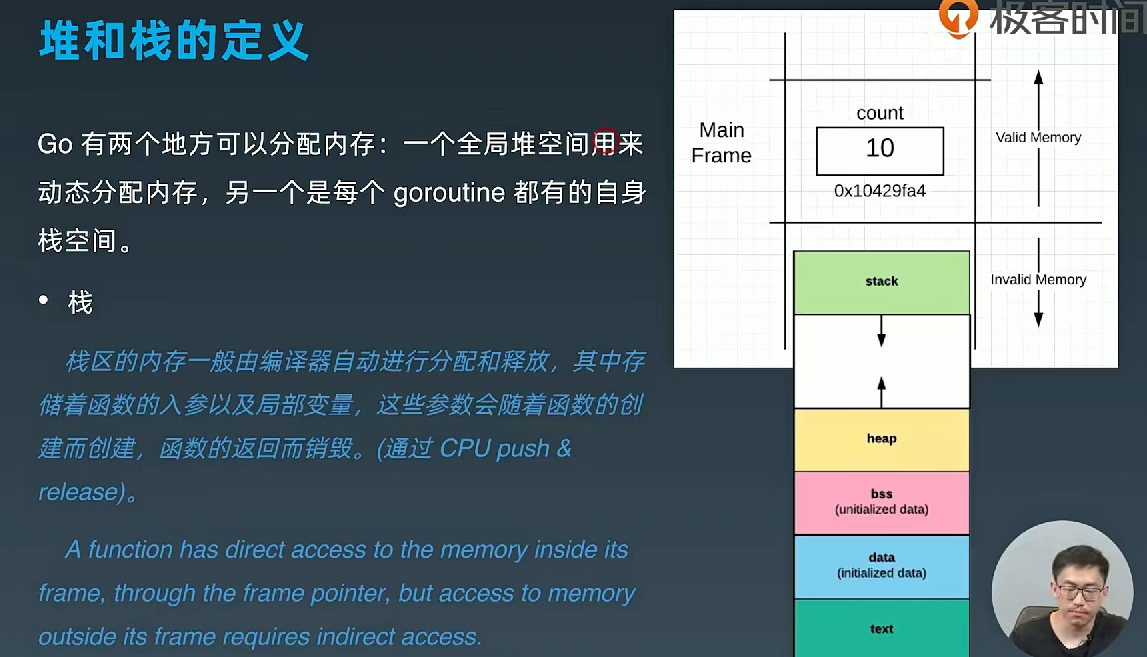 堆和栈的定义
极客时间
Go 有两个地方可以分配内存：一个全局堆空间用来
动态分配内存，另一个是每个 goroutine 都有的自身
栈空间。
• 栈
栈区的内存一般由编译器自动进行分配和释放，其中存
储着函数的入参以及局部变量，这些参数会随着函数的创
建而创建，函数的返回而销毁。(通过 CPU push &
release)。
A function has direct access to the memory inside its
frame, through the frame pointer, but access to memory
outside its frame requires indirect access.
Main
Frame
count
10
0x10429fa4
Valid Memory
Invalid Memory
stack
heap
bss
(unitialized data)
data
(initialized data)
text